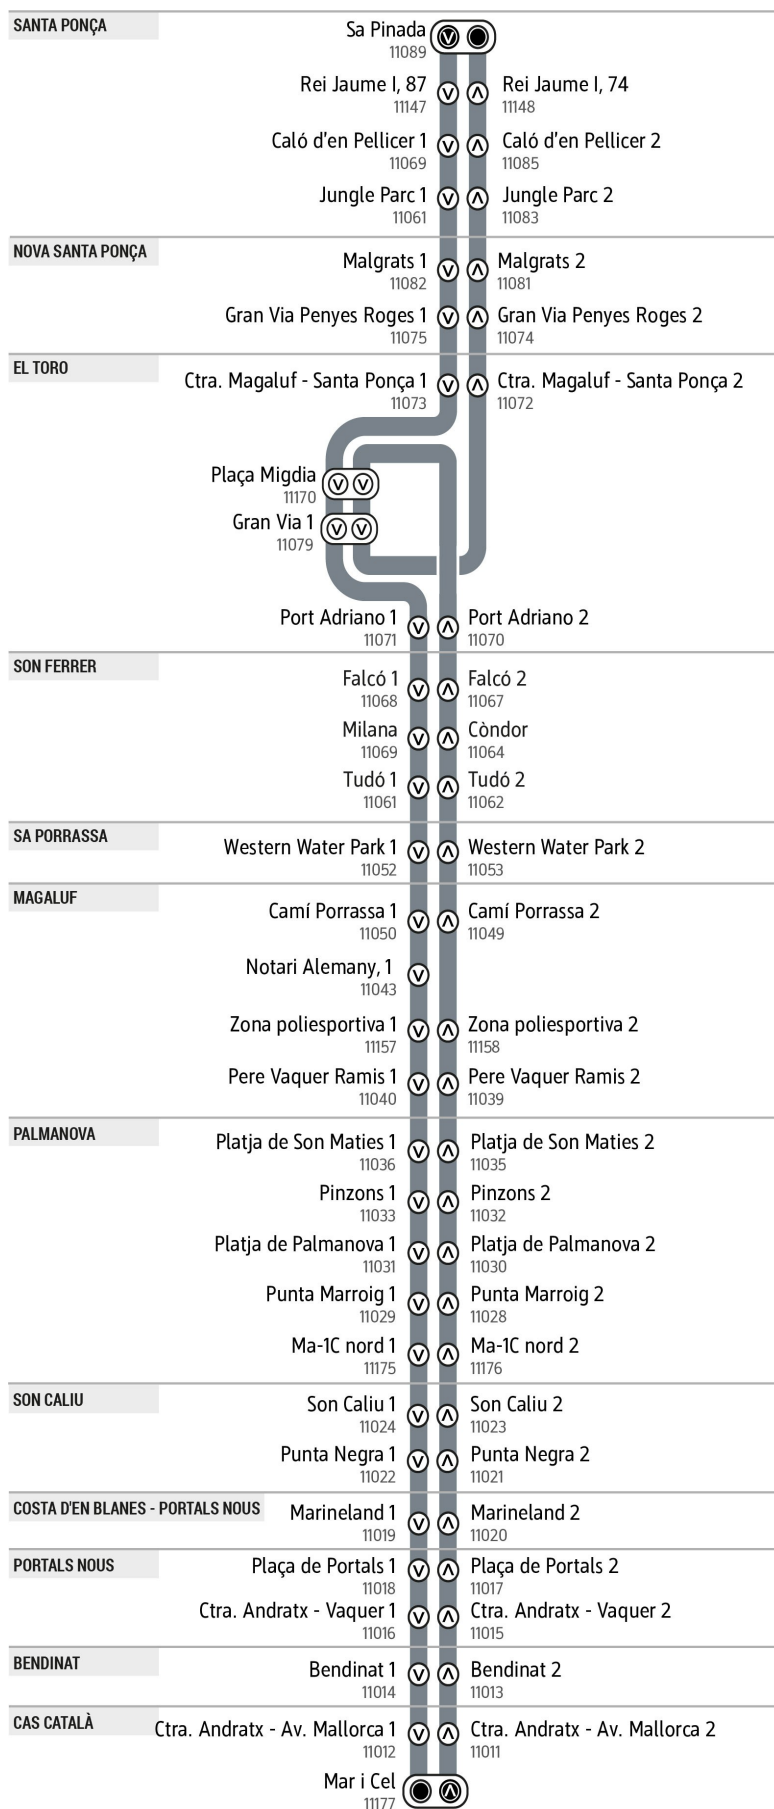 SANTA PONÇA
Sa Pinada
11089
Rei Jaume I, 87
11147
Rei Jaume I, 74
11148
Caló d'en Pellicer 1
11069
Caló d'en Pellicer 2
11085
Jungle Parc 1
11061
Jungle Parc 2
11083
NOVA SANTA PONÇA
Malgrats 1
11082
Malgrats 2
11081
Gran Via Penyes Roges 1
11075
Gran Via Penyes Roges 2
11074
EL TORO
Ctra. Magaluf - Santa Ponça 1
11073
Ctra. Magaluf - Santa Ponça 2
11072
Plaça Migdia
11170
Gran Via 1
11079
Port Adriano 1
11071
Port Adriano 2
11070
SON FERRER
Falcó 1
11068
Falcó 2
11067
Milana
11069
Còndor
11064
Tudó 1
11061
Tudó 2
11062
SA PORRASSA
Western Water Park 1
11052
Western Water Park 2
11053
MAGALUF
Camí Porrassa 1
11050
Camí Porrassa 2
11049
Notari Alemany, 1
11043
Zona poliesportiva 1
11157
Zona poliesportiva 2
11158
Pere Vaquer Ramis 1
11040
Pere Vaquer Ramis 2
11039
PALMANOVA
Platja de Son Maties 1
11036
Platja de Son Maties 2
11035
Pinzons 1
11033
Pinzons 2
11032
Platja de Palmanova 1
11031
Platja de Palmanova 2
11030
Punta Marroig 1
11029
Punta Marroig 2
11028
Ma-1C nord 1
11175
Ma-1C nord 2
11176
SON CALIU
Son Caliu 1
11024
Son Caliu 2
11023
Punta Negra 1
11022
Punta Negra 2
11021
COSTA D'EN BLANES - PORTALS NOUS
Marineland 1
11019
Marineland 2
11020
PORTALS NOUS
Plaça de Portals 1
11018
Plaça de Portals 2
11017
Ctra. Andratx - Vaquer 1
11016
Ctra. Andratx - Vaquer 2
11015
BENDINAT
Bendinat 1
11014
Bendinat 2
11013
CAS CATALÀ
Ctra. Andratx - Av. Mallorca 1
11012
Ctra. Andratx - Av. Mallorca 2
11011
Mar i Cel
11177